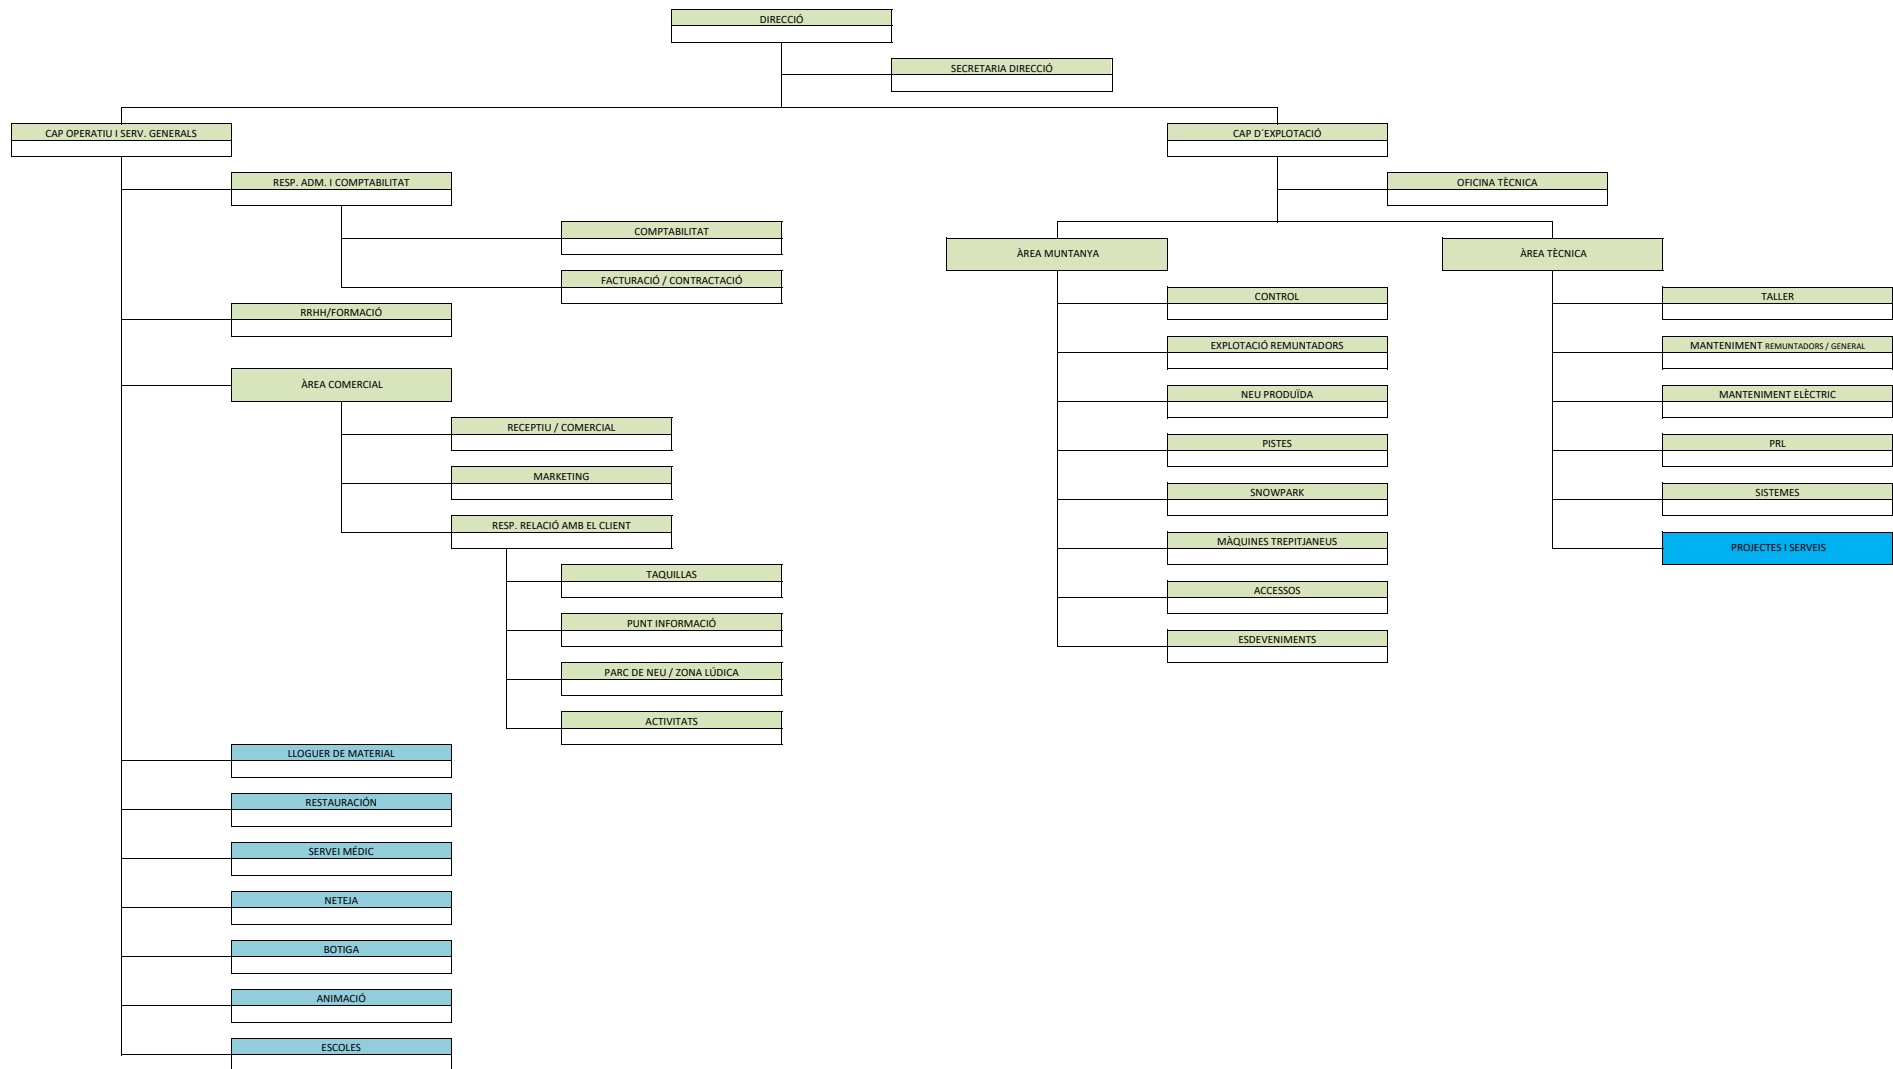 DIRECCIÓ
SECRETARIA DIRECCIÓ
CAP OPERATIU I SERV. GENERALS
CAP D´EXPLOTACIÓ
RESP. ADM. I COMPTABILITAT
OFICINA TÈCNICA
COMPTABILITAT
ÀREA MUNTANYA
ÀREA TÈCNICA
FACTURACIÓ / CONTRACTACIÓ
CONTROL
TALLER
RRHH/FORMACIÓ
EXPLOTACIÓ REMUNTADORS
MANTENIMENT REMUNTADORS / GENERAL
ÀREA COMERCIAL
NEU PRODUÏDA
MANTENIMENT ELÈCTRIC
RECEPTIU / COMERCIAL
PISTES
PRL
MARKETING
SNOWPARK
SISTEMES
RESP. RELACIÓ AMB EL CLIENT
MÀQUINES TREPITJANEUS
PROJECTES I SERVEIS
TAQUILLAS
ACCESSOS
PUNT INFORMACIÓ
ESDEVENIMENTS
PARC DE NEU / ZONA LÚDICA
ACTIVITATS
LLOGUER DE MATERIAL
RESTAURACIÓN
SERVEI MÉDIC
NETEJA
BOTIGA
ANIMACIÓ
ESCOLES